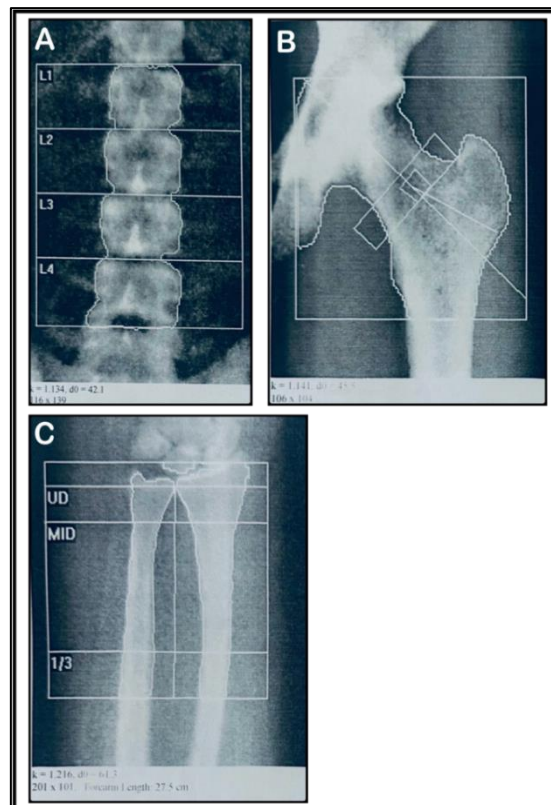 A
L1
L2
L3
L4
k = 1.134, d0 = 42.1
116 x 139
B
k = 1.141, d0 =
106 x
C
UD
MID
1/3
k = 1.216, d0 = 61.3
201 x 101, Forearm Length: 27.5 cm